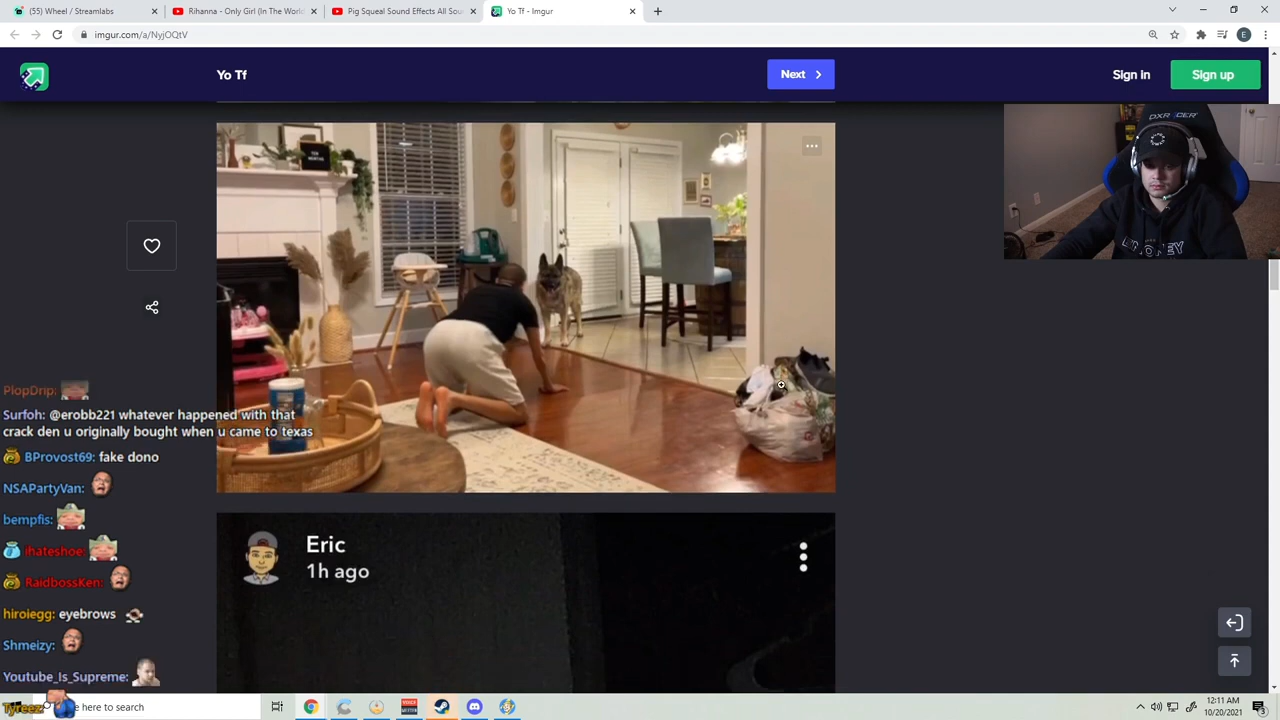 (55) Wheel / Streamlabs
Rihanna - Only Girl (In The World
Pig Squeal Sound Effects All Sou
Yo Tf - Imgur
imgur.com/a/NyjOQtV
E
Yo Tf
Next
Sign in
Sign up
DXRACER
PlopDrip:
Surfoh: @erobb221 whatever happened with that
crack den u originally bought when u came to texas
BProvost69: fake dono
NSAPartyVan:
bempfis:
ihateshoe:
RaidbossKen:
hiroiegg: eyebrows
Shmeizy:
Youtube_Is_Supreme:
Tyreez
Eric
1h ago
here to search
12:11 AM
10/20/2021
3